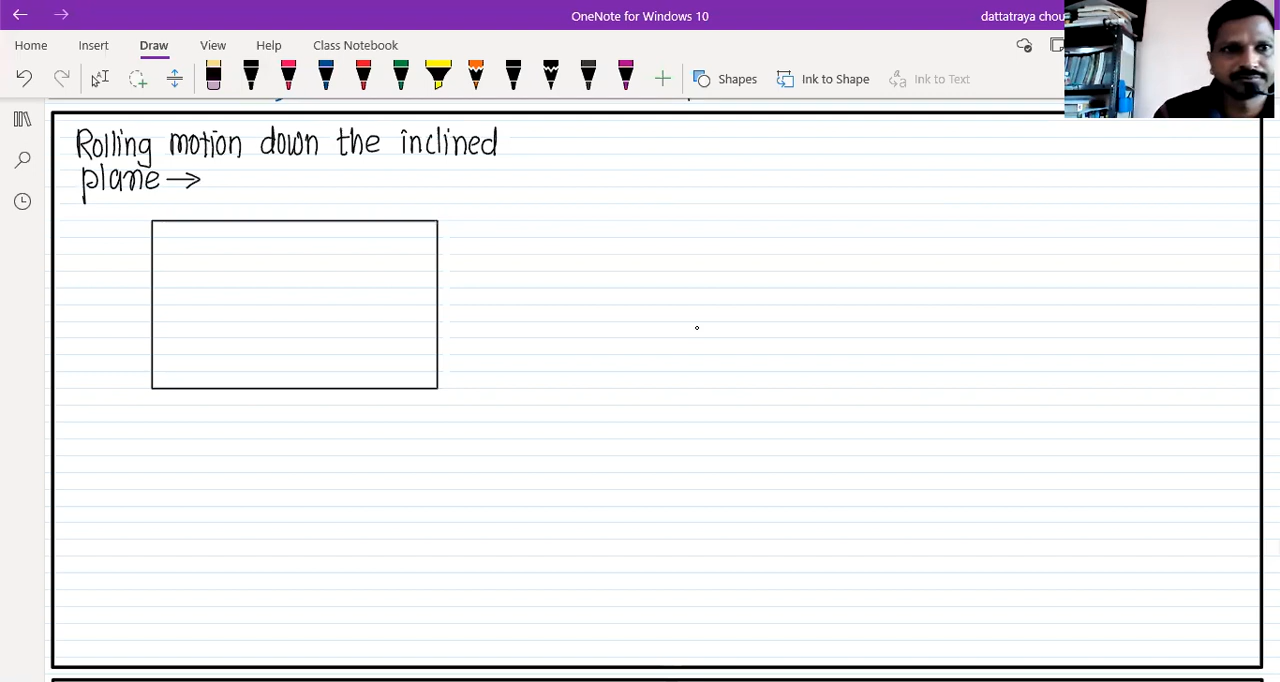 OneNote for Windows 10
dattatraya chou
Home Insert Draw View Help Class Notebook
Shapes Ink to Shape Ink to Text
Rolling motion down the inclined
plane →